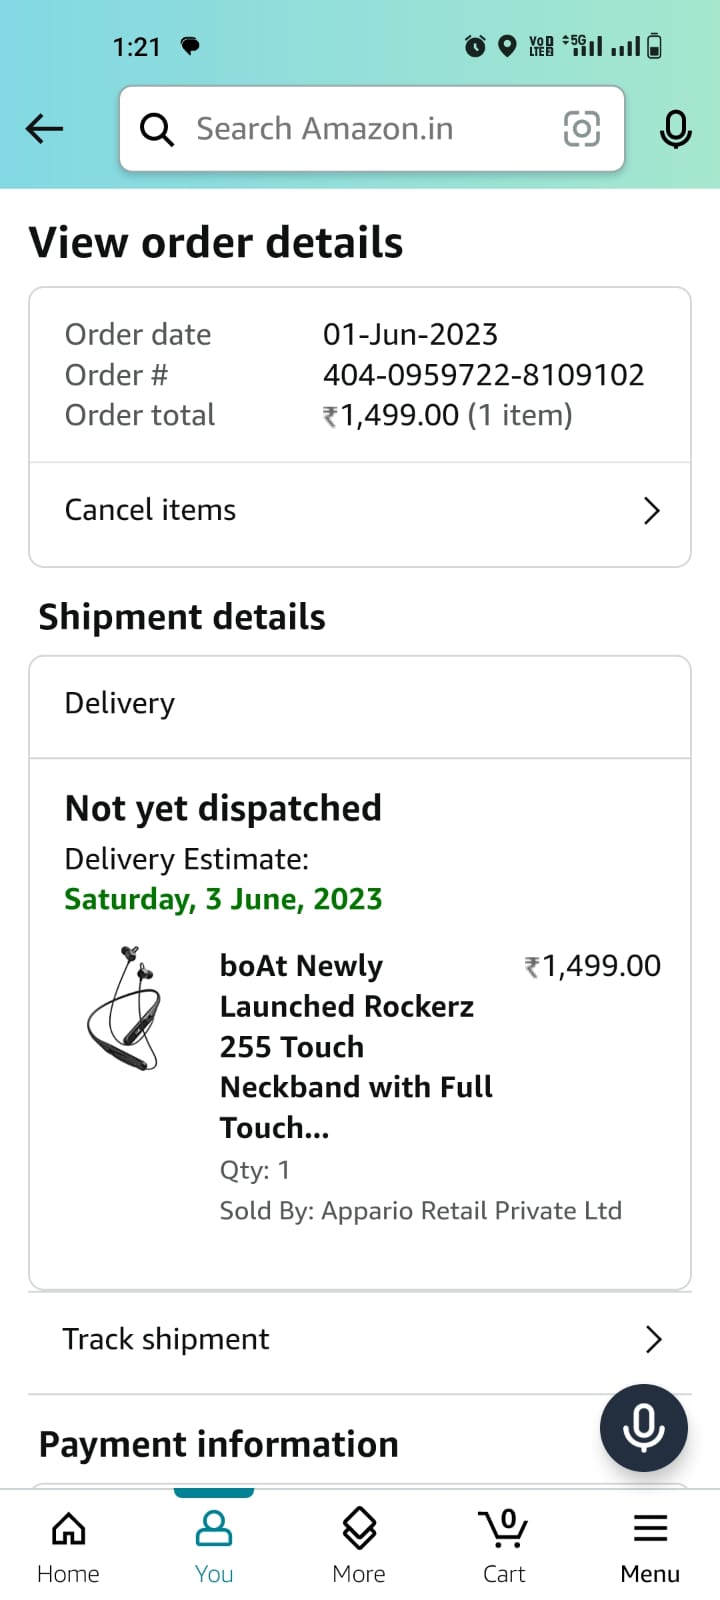 1:21
VoD LTE2 5G
Search Amazon.in
View order details
Order date 01-Jun-2023
Order # 404-0959722-8109102
Order total ₹1,499.00 (1 item)
Cancel items
Shipment details
Delivery
Not yet dispatched
Delivery Estimate:
Saturday, 3 June, 2023
boAt Newly ₹1,499.00
Launched Rockerz
255 Touch
Neckband with Full
Touch...
Qty: 1
Sold By: Appario Retail Private Ltd
Track shipment
Payment information
0
Home You More Cart Menu